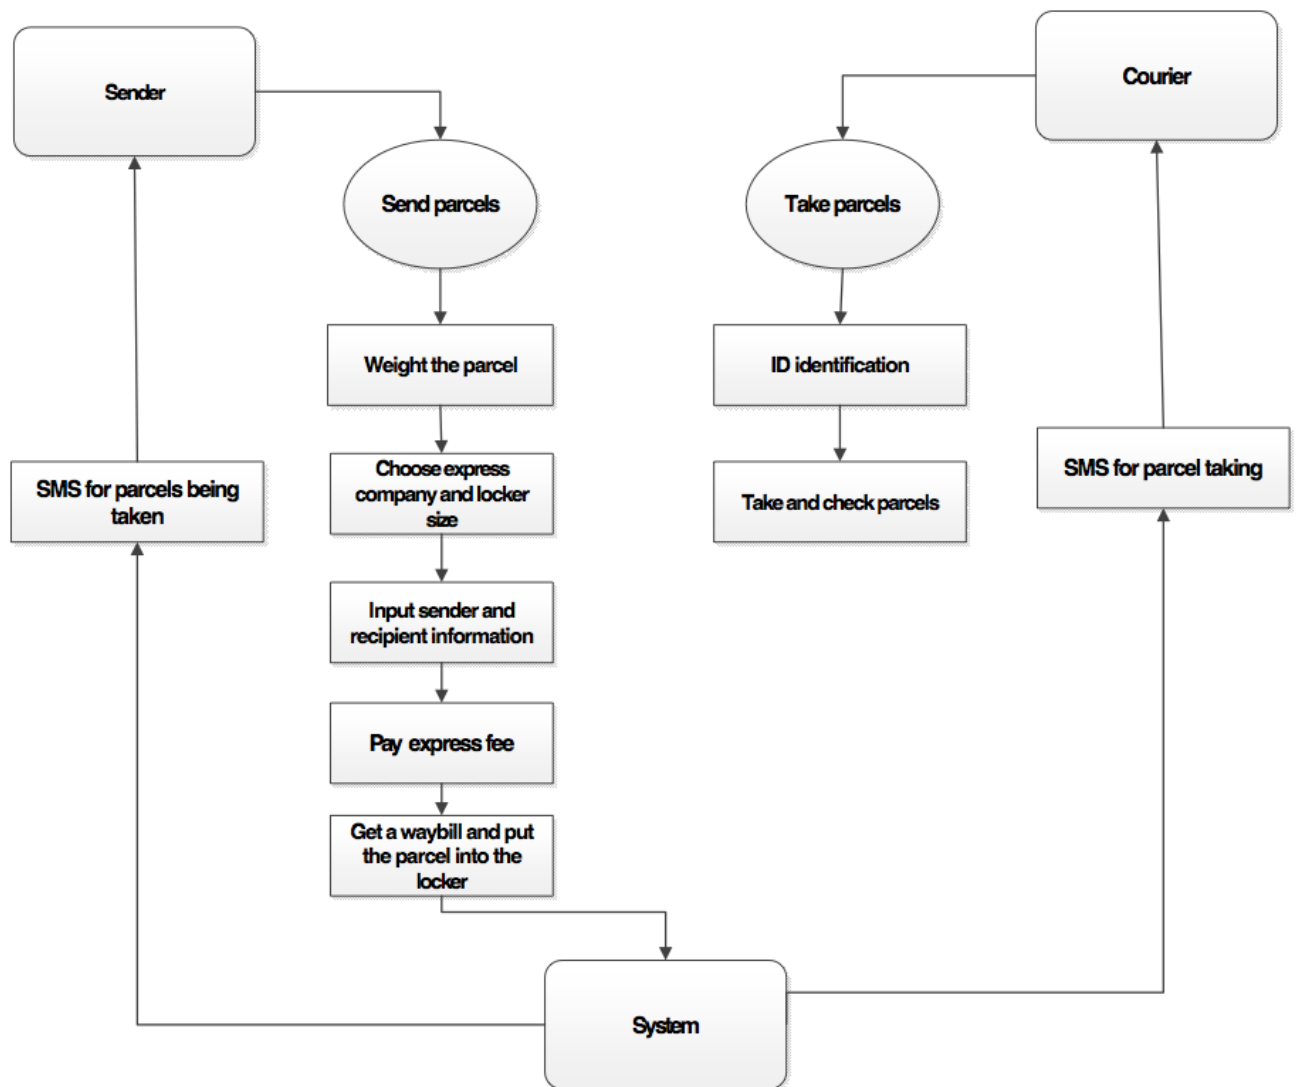 Sender
Courier
Send parcels
Take parcels
Weight the parcel
ID identification
Choose express
company and locker
size
SMS for parcels being
taken
Take and check parcels
SMS for parcel taking
Input sender and
recipient information
Pay express fee
Get a waybill and put
the parcel into the
locker
System